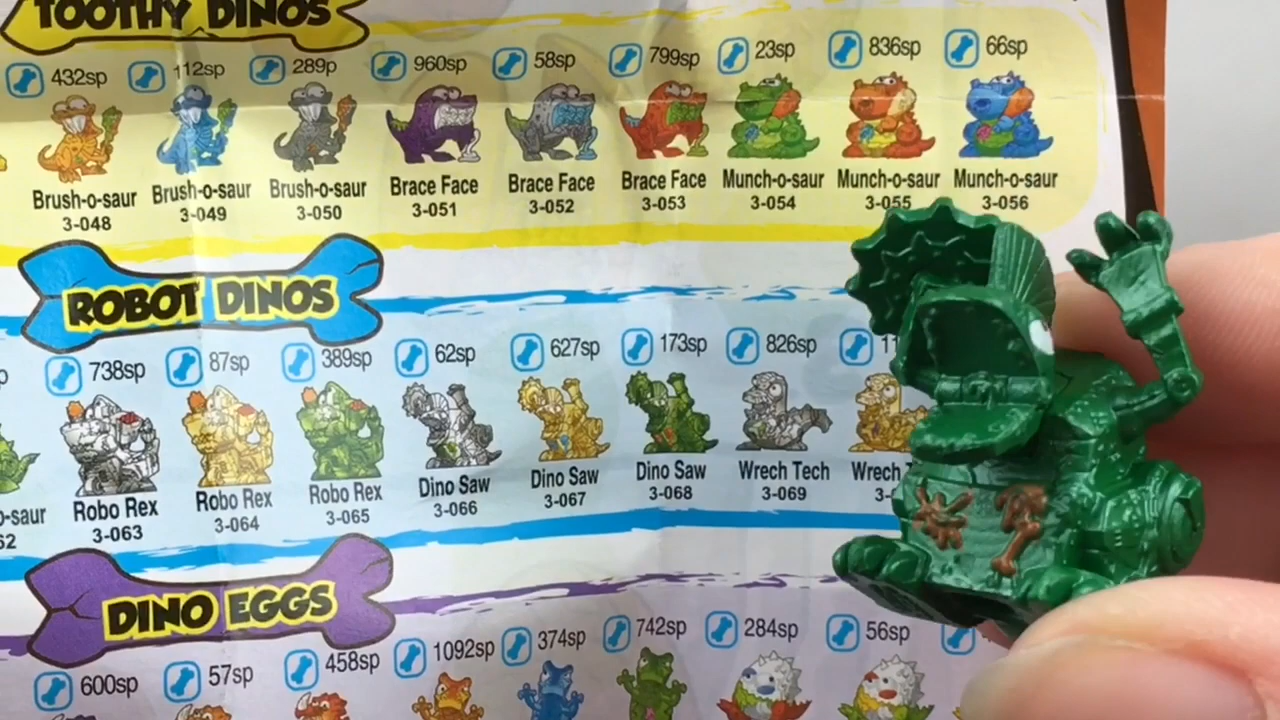 TOOTHY DINOS
432sp 112sp 289p 960sp 58sp 799sp 23sp 836sp 66sp
Brush-o-saur Brush-o-saur Brush-o-saur Brace Face Brace Face Brace Face Munch-o-saur Munch-o-saur Munch-o-saur
3-048 3-049 3-050 3-051 3-052 3-053 3-054 3-055 3-056
ROBOT DINOS
738sp 87sp 389sp 62sp 627sp 173sp 826sp
Robo Rex Robo Rex Robo Rex Dino Saw Dino Saw Dino Saw Wrech Tech Wrech
3-063 3-064 3-065 3-066 3-067 3-068 3-069
DINO EGGS
600sp 57sp 458sp 1092sp 374sp 742sp 284sp 56sp